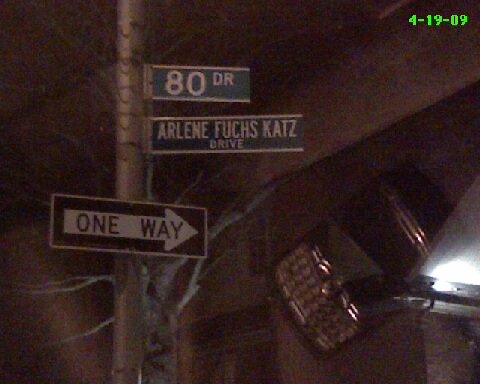 4-19-09
80 DR
ARLENE FUCHS KATZ
DRIVE
ONE WAY